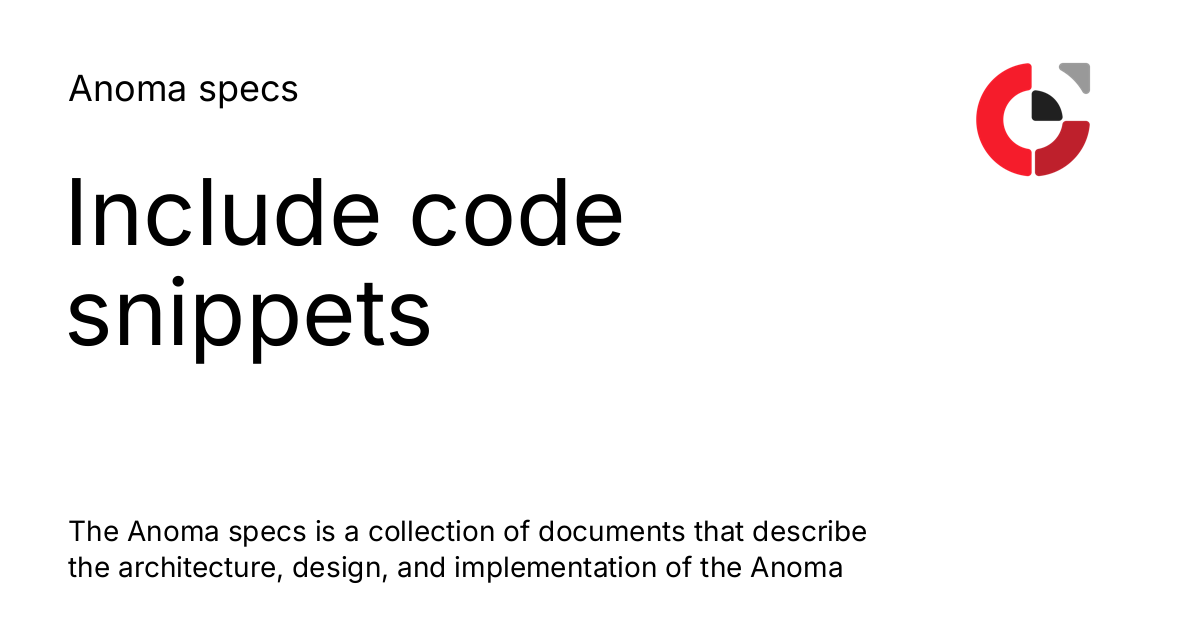 Anoma specs
Include code
snippets
The Anoma specs is a collection of documents that describe
the architecture, design, and implementation of the Anoma